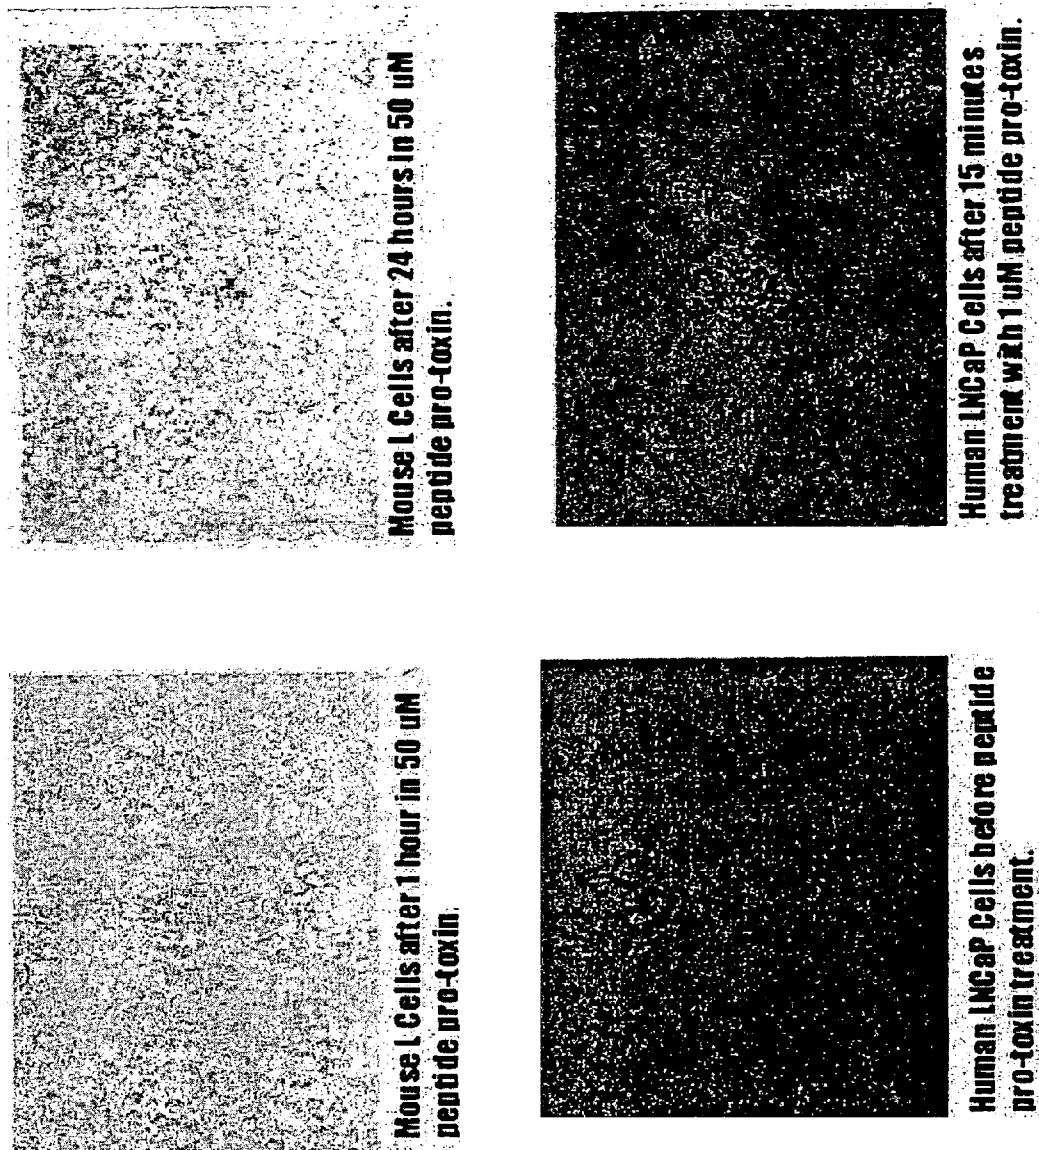 Mouse L Cells after 1 hour in 50 uM
peptide pro-toxin.
Mouse L Cells after 24 hours in 50 uM
peptide pro-toxin.
Human LNCaP Cells before peptide
pro-toxin treatment.
Human LNCaP Cells after 15 minutes
treatment with 1 uM peptide pro-toxin.